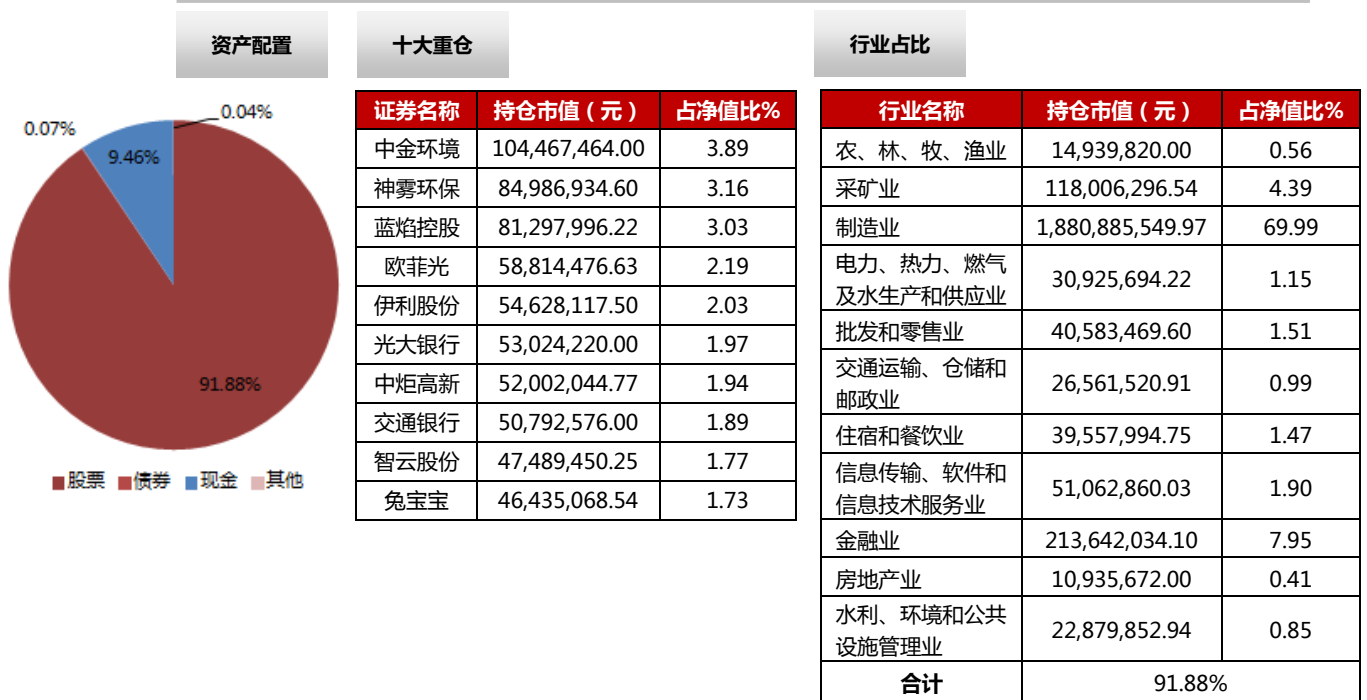 资产配置
十大重仓
行业占比
0.07%
0.04%
9.46%
91.88%
股票 债券 现金 其他
证券名称 持仓市值（元） 占净值比%
中金环境 104,467,464.00 3.89
神雾环保 84,986,934.60 3.16
蓝焰控股 81,297,996.22 3.03
欧菲光 58,814,476.63 2.19
伊利股份 54,628,117.50 2.03
光大银行 53,024,220.00 1.97
中炬高新 52,002,044.77 1.94
交通银行 50,792,576.00 1.89
智云股份 47,489,450.25 1.77
兔宝宝 46,435,068.54 1.73
行业名称 持仓市值（元） 占净值比%
农、林、牧、渔业 14,939,820.00 0.56
采矿业 118,006,296.54 4.39
制造业 1,880,885,549.97 69.99
电力、热力、燃气
及水生产和供应业 30,925,694.22 1.15
批发和零售业 40,583,469.60 1.51
交通运输、仓储和
邮政业 26,561,520.91 0.99
住宿和餐饮业 39,557,994.75 1.47
信息传输、软件和
信息技术服务业 51,062,860.03 1.90
金融业 213,642,034.10 7.95
房地产业 10,935,672.00 0.41
水利、环境和公共
设施管理业 22,879,852.94 0.85
合计 91.88%